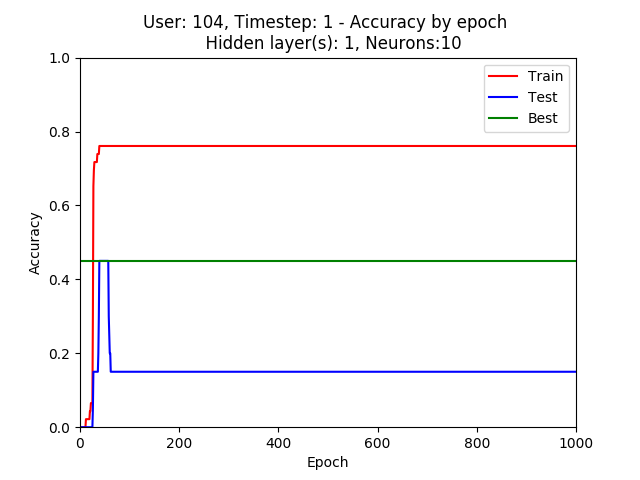 User: 104, Timestep: 1 - Accuracy by epoch
Hidden layer(s): 1, Neurons:10
1.0
0.8
0.6
0.4
0.2
0.0
Accuracy
Train
Test
Best
0 200 400 600 800 1000
Epoch